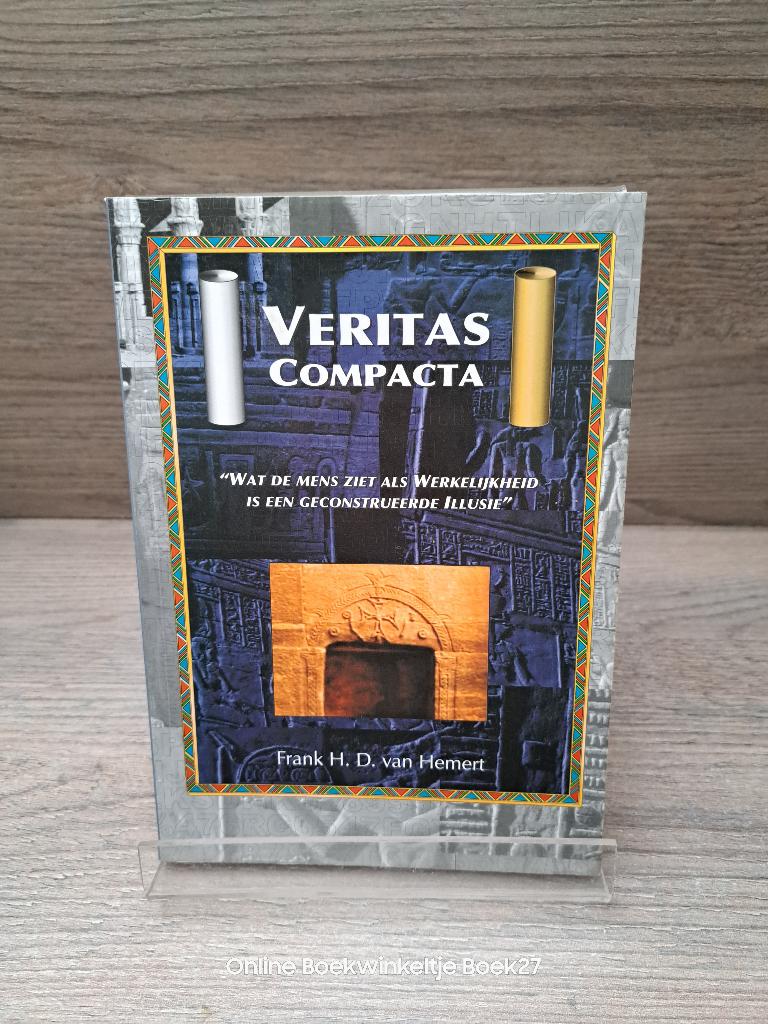 VERITAS
COMPACTA
“WAT DE MENS ZIET ALS WERKELIJKHEID
IS EEN GECONSTRUEERDE ILLUSIE”
Frank H. D. van Hemert
Online Boekwinkeltje Boek27